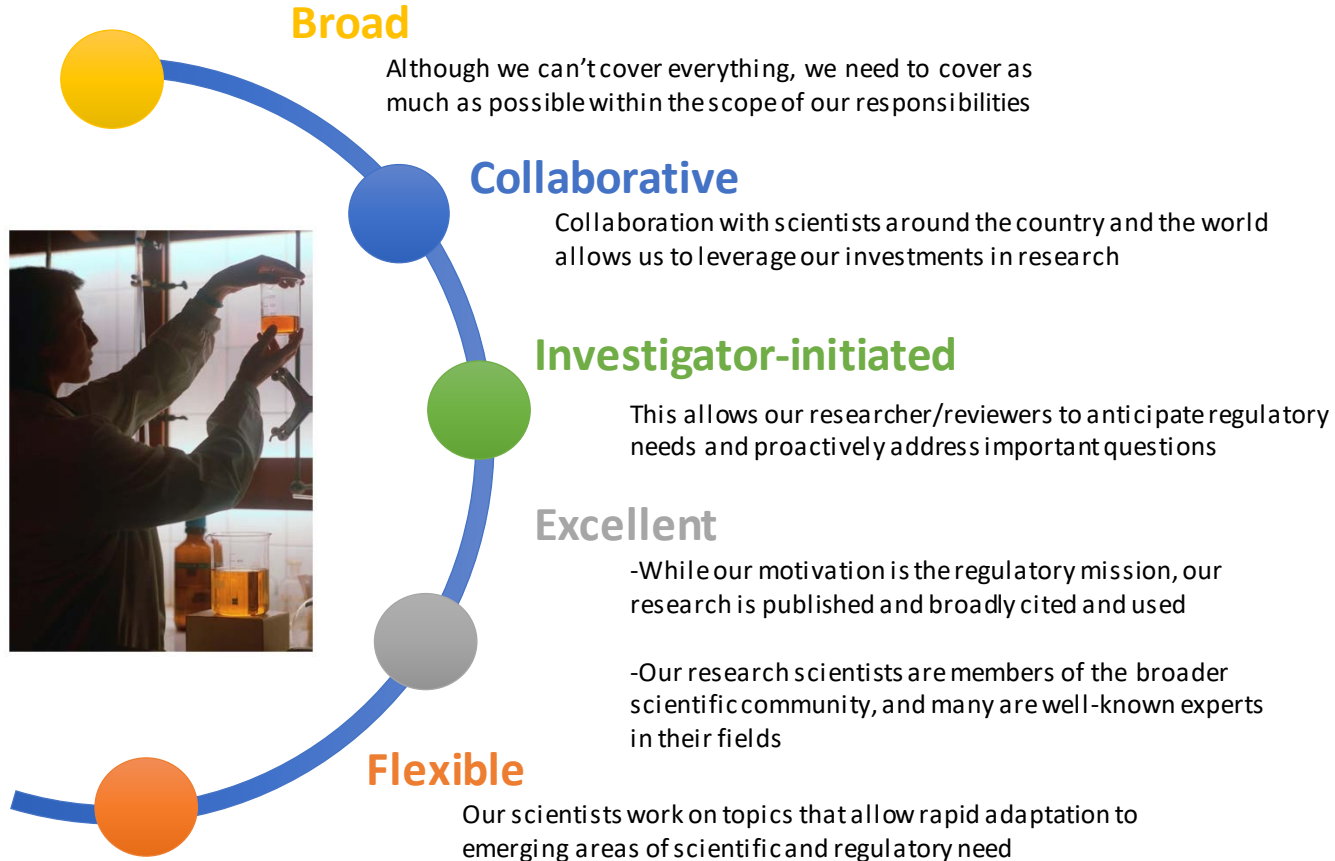 Broad
Although we can't cover everything, we need to cover as
much as possible within the scope of our responsibilities
Collaborative
Collaboration with scientists around the country and the world
allows us to leverage our investments in research
Investigator-initiated
This allows our researcher/reviewers to anticipate regulatory
needs and proactively address important questions
Excellent
-While our motivation is the regulatory mission, our
research is published and broadly cited and used
-Our research scientists are members of the broader
scientific community, and many are well-known experts
in their fields
Flexible
Our scientists work on topics that allow rapid adaptation to
emerging areas of scientific and regulatory need